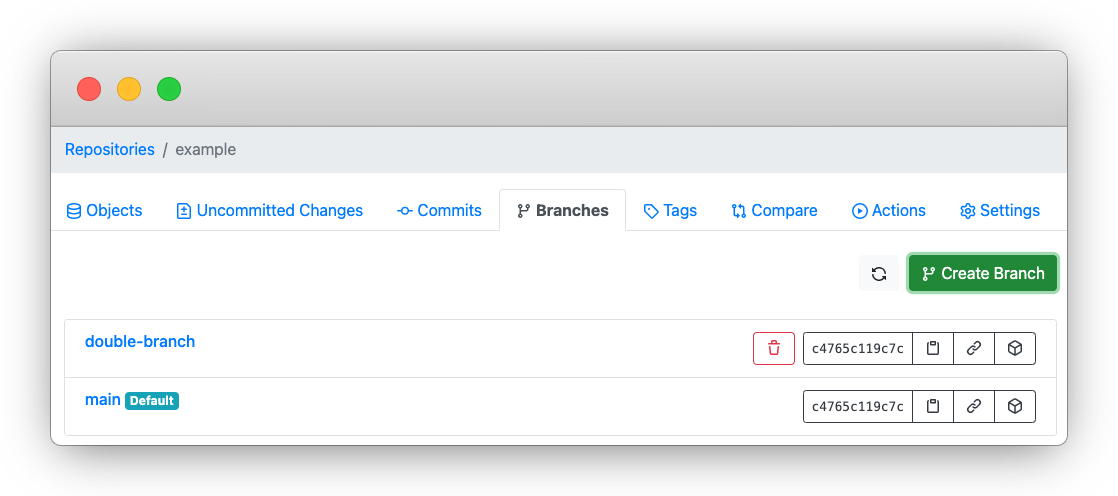 Repositories / example
Objects Uncommitted Changes Commits Branches Tags Compare Actions Settings
Create Branch
double-branch c4765c119c7c
main Default c4765c119c7c